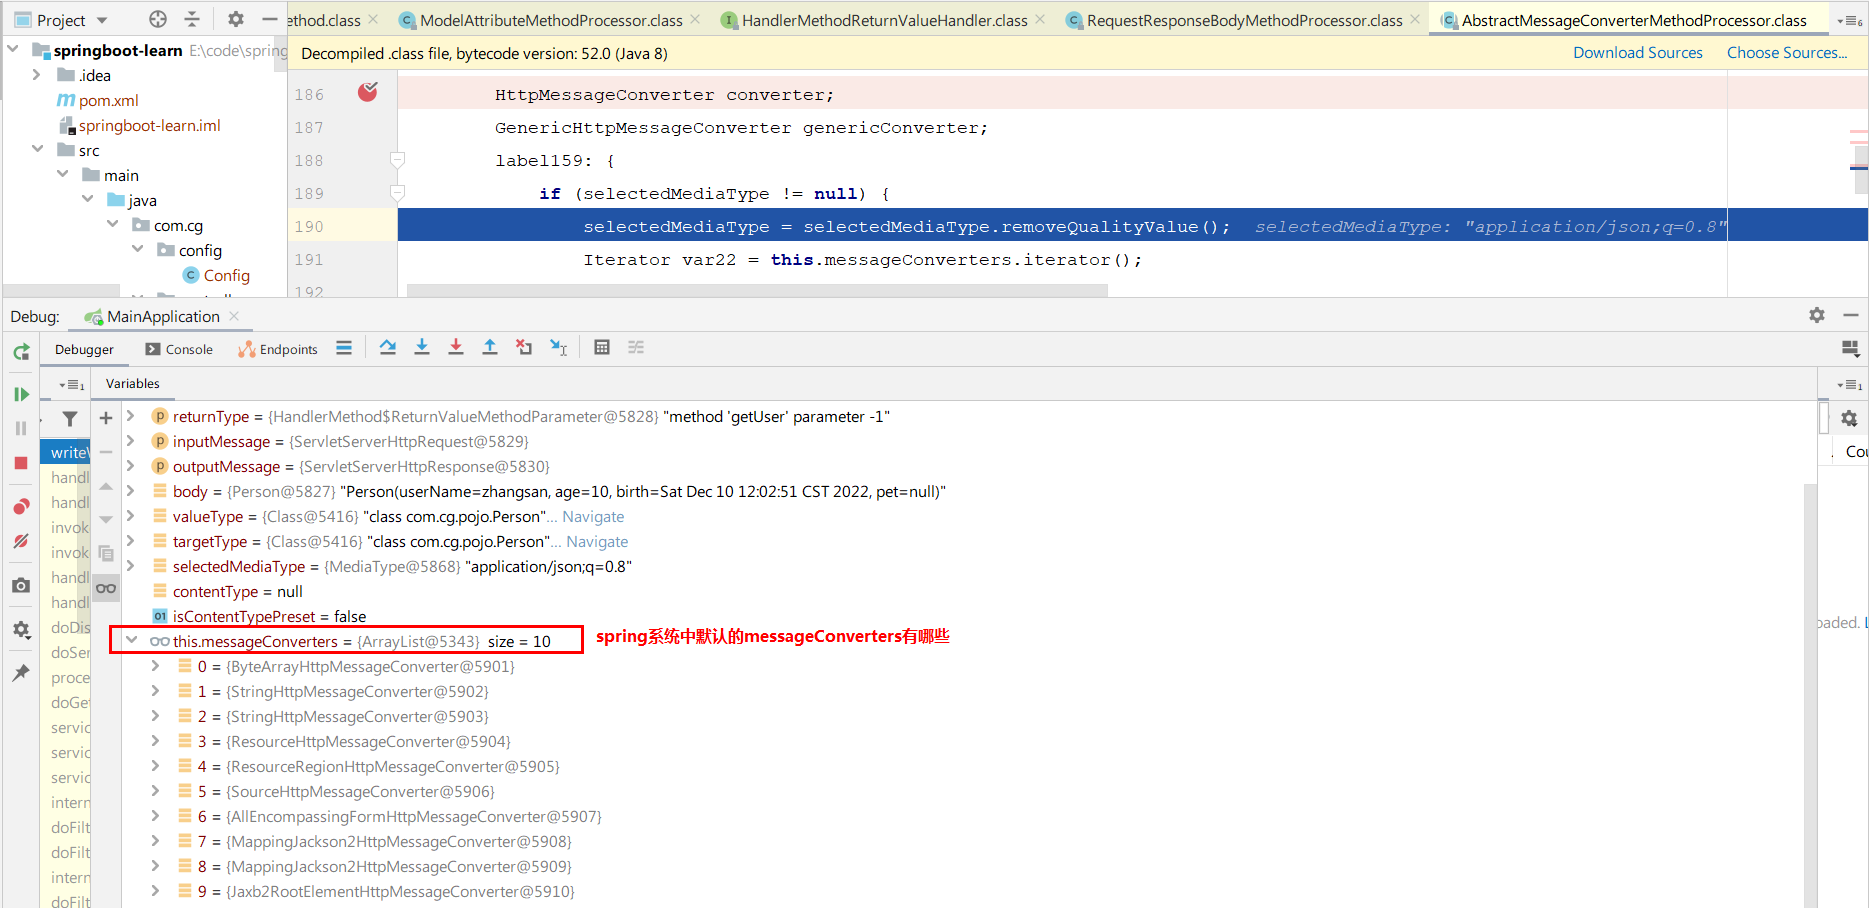 Project
ethod.class
ModelAttributeMethodProcessor.class
HandlerMethodReturnValueHandler.class
RequestResponseBodyMethodProcessor.class
AbstractMessageConverterMethodProcessor.class
6
springboot-learn E:\code\spring
Decompiled .class file, bytecode version: 52.0 (Java 8)
Download Sources
Choose Sources...
.idea
pom.xml
springboot-learn.iml
src
main
java
com.cg
config
Config
186 HttpMessageConverter converter;
187 GenericHttpMessageConverter genericConverter;
188 label159: {
189 if (selectedMediaType != null) {
190 selectedMediaType = selectedMediaType.removeQualityValue(); selectedMediaType: "application/json;q=0.8"
191 Iterator var22 = this.messageConverters.iterator();
192
Debug: MainApplication
Debugger
Console
Endpoints
1
Variables
1
writeW
handl
handl
invok
invok
handl
handl
doDis
doSer
proce
doGet
servic
servic
servic
intern
doFilt
doFilt
intern
doFilt
returnType = {HandlerMethod$ReturnValueMethodParameter@5828} "method 'getUser' parameter -1"
inputMessage = {ServletServerHttpRequest@5829}
outputMessage = {ServletServerHttpResponse@5830}
body = {Person@5827} "Person(userName=zhangsan, age=10, birth=Sat Dec 10 12:02:51 CST 2022, pet=null)"
valueType = {Class@5416} "class com.cg.pojo.Person"... Navigate
targetType = {Class@5416} "class com.cg.pojo.Person"... Navigate
selectedMediaType = {MediaType@5868} "application/json;q=0.8"
contentType = null
01 isContentTypePreset = false
this.messageConverters = {ArrayList@5343} size = 10
spring系统中默认的messageConverters有哪些
0 = {ByteArrayHttpMessageConverter@5901}
1 = {StringHttpMessageConverter@5902}
2 = {StringHttpMessageConverter@5903}
3 = {ResourceHttpMessageConverter@5904}
4 = {ResourceRegionHttpMessageConverter@5905}
5 = {SourceHttpMessageConverter@5906}
6 = {AllEncompassingFormHttpMessageConverter@5907}
7 = {MappingJackson2HttpMessageConverter@5908}
8 = {MappingJackson2HttpMessageConverter@5909}
9 = {Jaxb2RootElementHttpMessageConverter@5910}
Cou
oaded. L